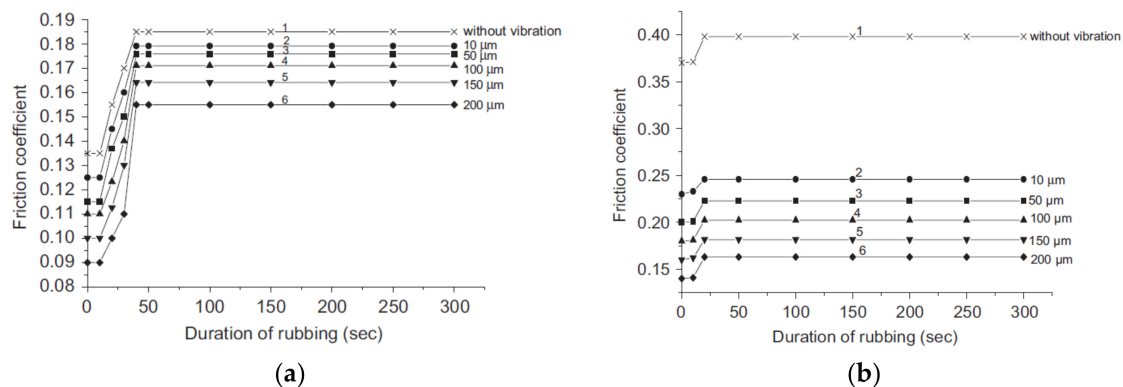 0.19
0.18
0.17
0.16
0.15
0.14
0.13
0.12
0.11
0.10
0.09
0.08
Friction coefficient
1
2
3
4
5
6
without vibration
10 µm
50 µm
100 µm
150 µm
200 µm
0 50 100 150 200 250 300
Duration of rubbing (sec)
(a)
0.40
0.35
0.30
0.25
0.20
0.15
Friction coefficient
1
2
3
4
5
6
without vibration
10 µm
50 µm
100 µm
150 µm
200 µm
0 50 100 150 200 250 300
Duration of rubbing (sec)
(b)